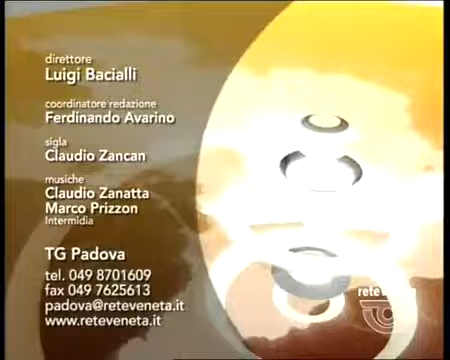 direttore
Luigi Bacialli
coordinatore redazione
Ferdinando Avarino
sigla
Claudio Zancan
musiche
Claudio Zanatta
Marco Prizzon
Intermidia
TG Padova
tel. 049 8701609
fax 049 7625613
padova@reteveneta.it
www.reteveneta.it
rete